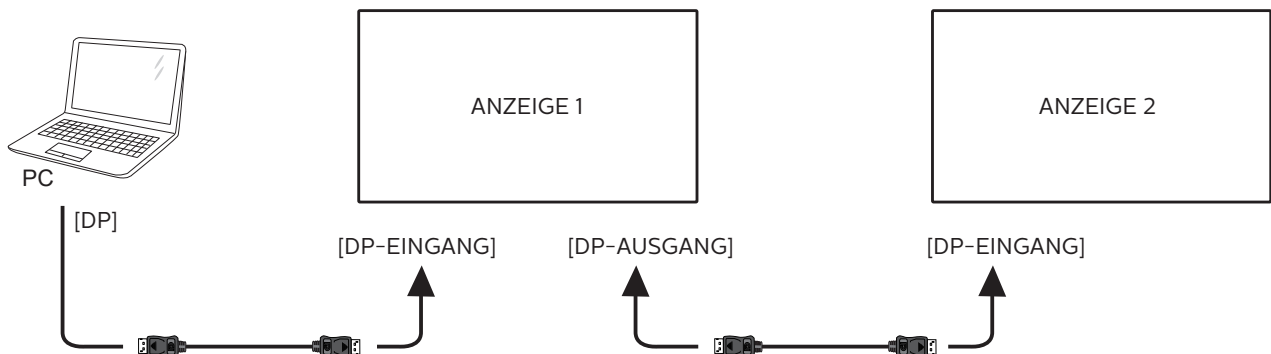 ANZEIGE 1
ANZEIGE 2
PC
[DP]
[DP-EINGANG]
[DP-AUSGANG]
[DP-EINGANG]